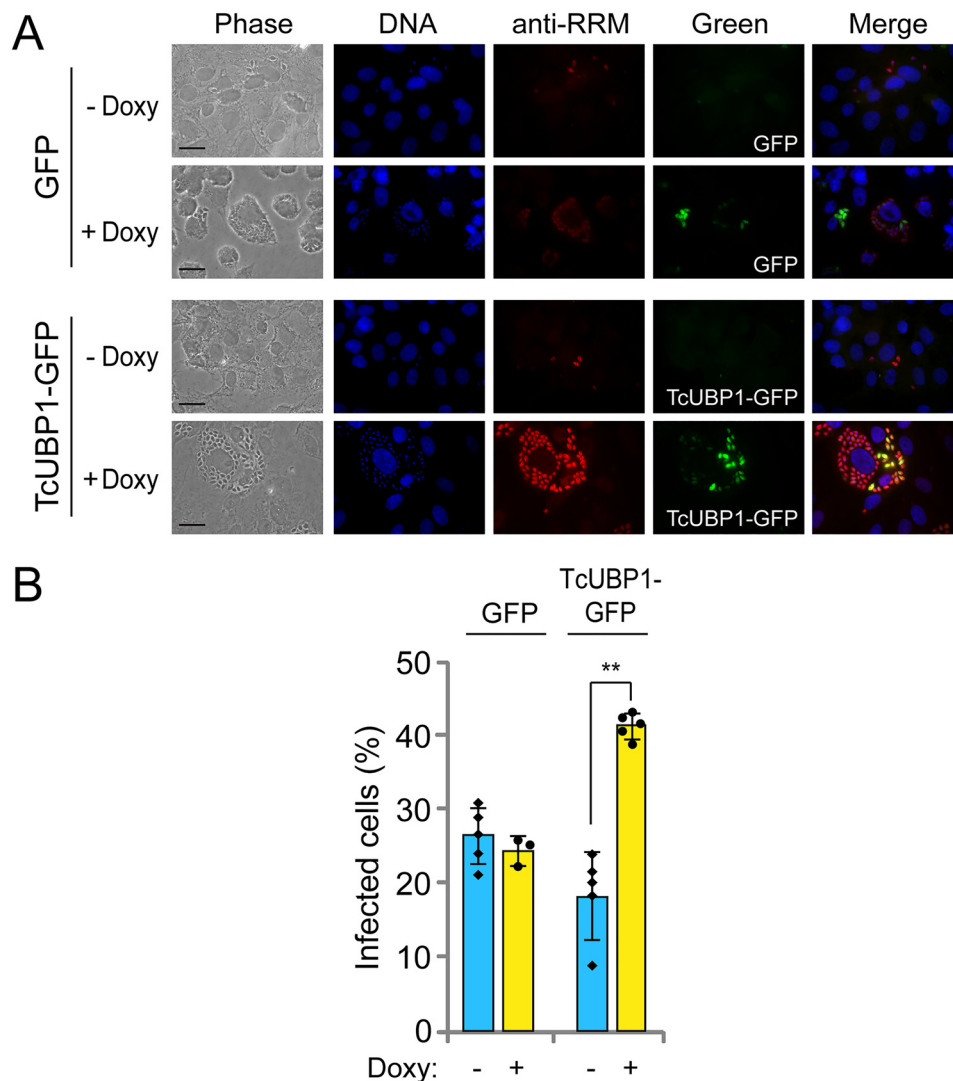 A
Phase DNA anti-RRM Green Merge
GFP
- Doxy
GFP
+ Doxy
GFP
TcUBP1-GFP
- Doxy
TcUBP1-GFP
+ Doxy
TcUBP1-GFP
B
GFP
TcUBP1-
GFP
Infected cells (%)
50
40
30
20
10
0
**
Doxy: - + - +